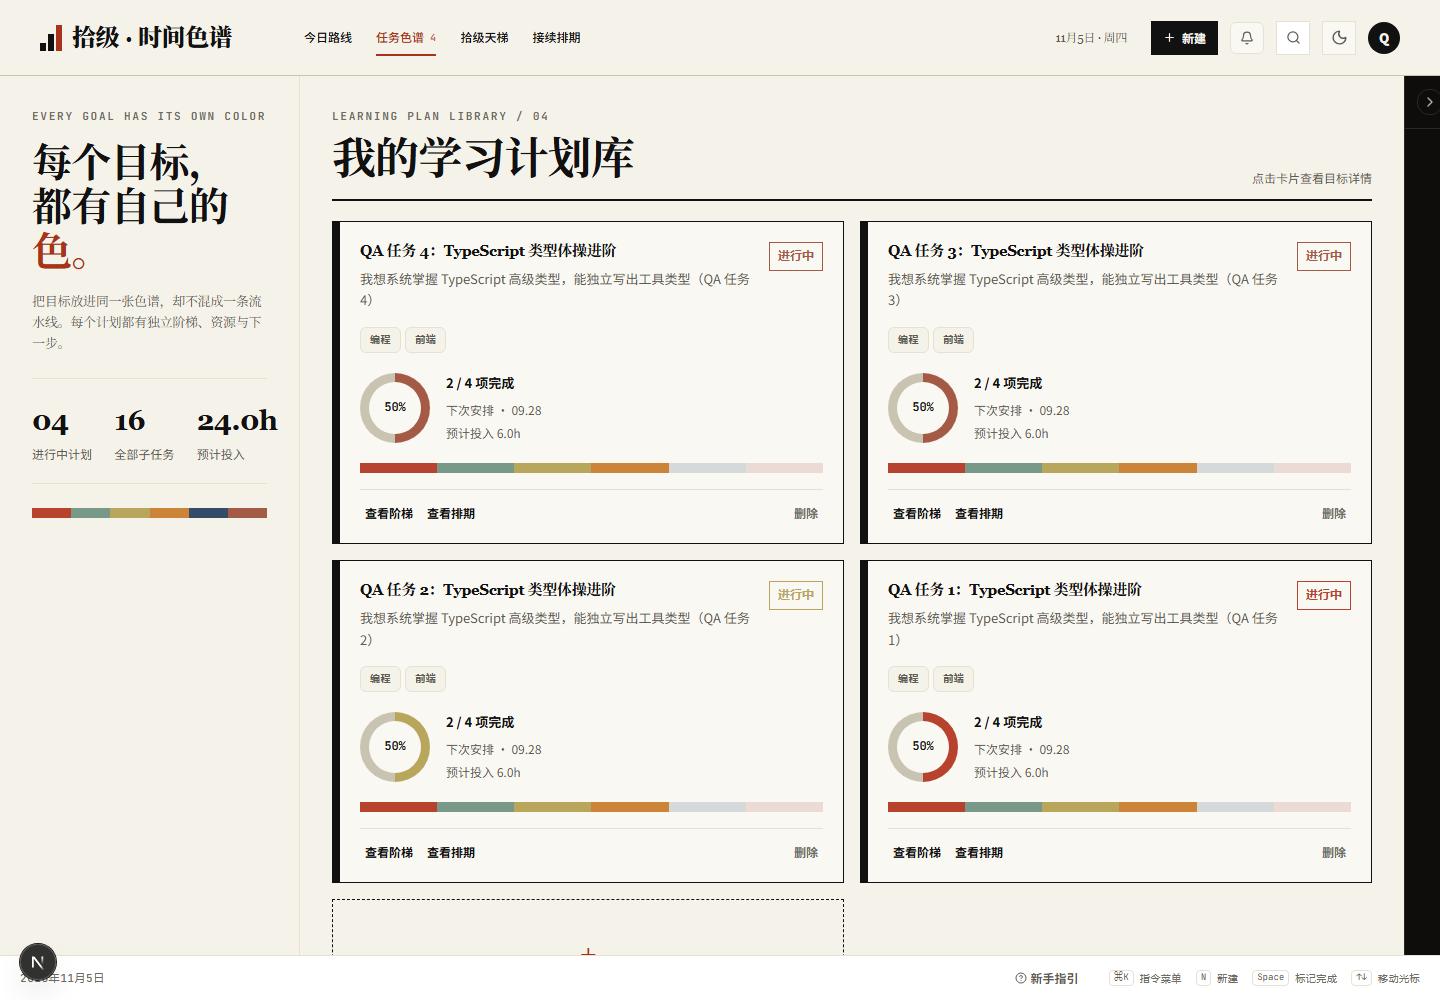 拾级 · 时间色谱
今日路线
任务色谱 4
拾级天梯
接续排期
11月5日 · 周四
+ 新建
Q
EVERY GOAL HAS ITS OWN COLOR
每个目标，
都有自己的
色。
把目标放进同一张色谱，却不混成一条流
水线。每个计划都有独立阶梯、资源与下
一步。
04
进行中计划
16
全部子任务
24.0h
预计投入
LEARNING PLAN LIBRARY / 04
我的学习计划库
点击卡片查看目标详情
QA 任务 4：TypeScript 类型体操进阶
进行中
我想系统掌握 TypeScript 高级类型，能独立写出工具类型（QA 任务
4）
编程
前端
50%
2 / 4 项完成
下次安排 · 09.28
预计投入 6.0h
查看阶梯
查看排期
删除
QA 任务 3：TypeScript 类型体操进阶
进行中
我想系统掌握 TypeScript 高级类型，能独立写出工具类型（QA 任务
3）
编程
前端
50%
2 / 4 项完成
下次安排 · 09.28
预计投入 6.0h
查看阶梯
查看排期
删除
QA 任务 2：TypeScript 类型体操进阶
进行中
我想系统掌握 TypeScript 高级类型，能独立写出工具类型（QA 任务
2）
编程
前端
50%
2 / 4 项完成
下次安排 · 09.28
预计投入 6.0h
查看阶梯
查看排期
删除
QA 任务 1：TypeScript 类型体操进阶
进行中
我想系统掌握 TypeScript 高级类型，能独立写出工具类型（QA 任务
1）
编程
前端
50%
2 / 4 项完成
下次安排 · 09.28
预计投入 6.0h
查看阶梯
查看排期
删除
N
年11月5日
新手指引
⌘K 指令菜单
N 新建
Space 标记完成
↑↓ 移动光标